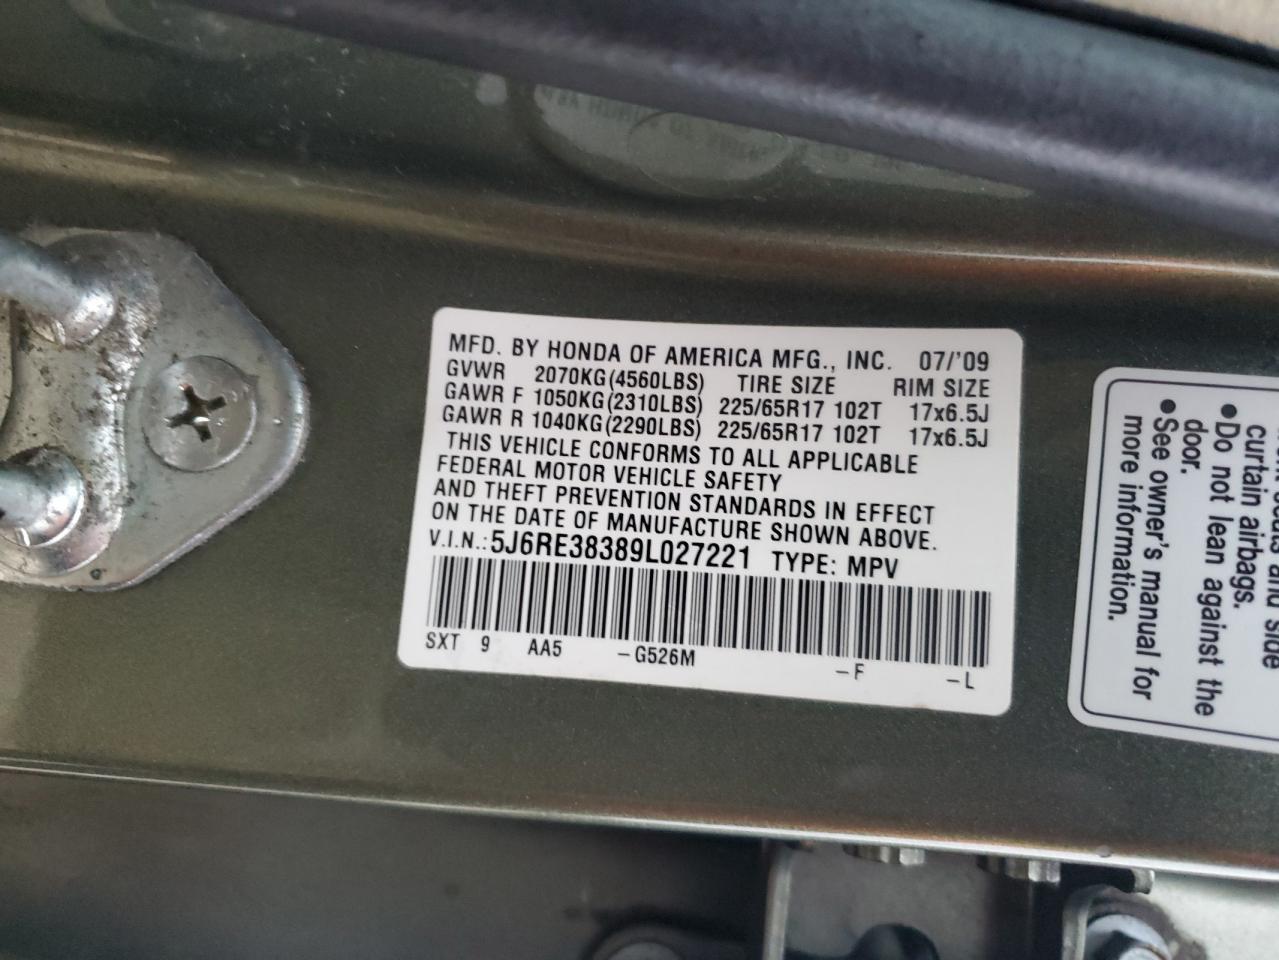 MFD. BY HONDA OF AMERICA MFG., INC. 07/'09
GVWR 2070KG(4560LBS) TIRE SIZE RIM SIZE
GAWR F 1050KG(2310LBS) 225/65R17 102T 17x6.5J
GAWR R 1040KG(2290LBS) 225/65R17 102T 17x6.5J
THIS VEHICLE CONFORMS TO ALL APPLICABLE
FEDERAL MOTOR VEHICLE SAFETY
AND THEFT PREVENTION STANDARDS IN EFFECT
ON THE DATE OF MANUFACTURE SHOWN ABOVE.
V.I.N.: 5J6RE38389L027221 TYPE: MPV
SXT 9 AA5 –G526M –F –L
and side
curtain airbags.
●Do not lean against the
door.
●See owner's manual for
more information.